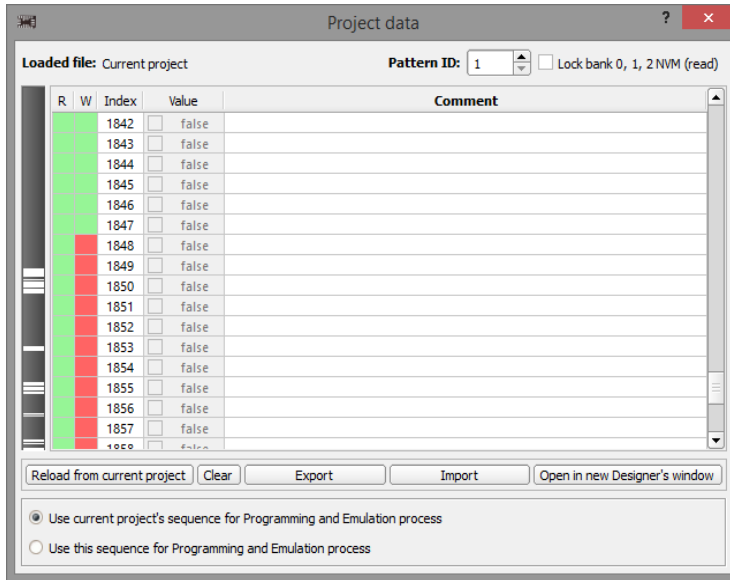 Project data ?
Loaded file: Current project Pattern ID: 1 Lock bank 0, 1, 2 NVM (read)
R W Index Value Comment
1842 false
1843 false
1844 false
1845 false
1846 false
1847 false
1848 false
1849 false
1850 false
1851 false
1852 false
1853 false
1854 false
1855 false
1856 false
1857 false
1858 false
Reload from current project Clear Export Import Open in new Designer's window
Use current project's sequence for Programming and Emulation process
Use this sequence for Programming and Emulation process